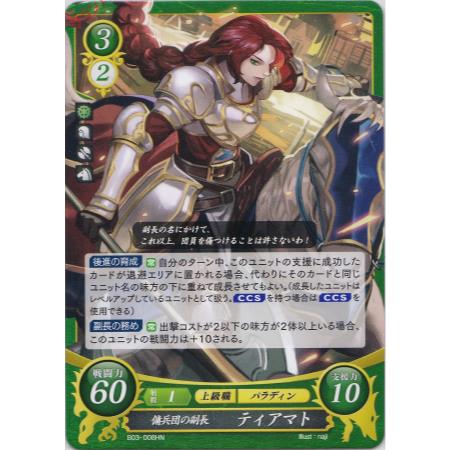 3
2
副長の名にかけて、
これ以上、団員を傷つけることは許さないわ！
後進の育成 常 自分のターン中、このユニットの支援に成功した
カードが退避エリアに置かれる場合、代わりにそのカードと同じ
ユニット名の味方の下に重ねて成長させてもよい。（成長したユニットは
レベルアップしているユニットとして扱う。CCSを持つ場合はCCSを
使用できる）
副長の務め 常 出撃コストが2以下の味方が2体以上いる場合、
このユニットの戦闘力は＋10される。
戦闘力
60
射程 1 上級職 パラディン
支援力
10
傭兵団の副長 ティアマト
B03-008HN
Illust：naji